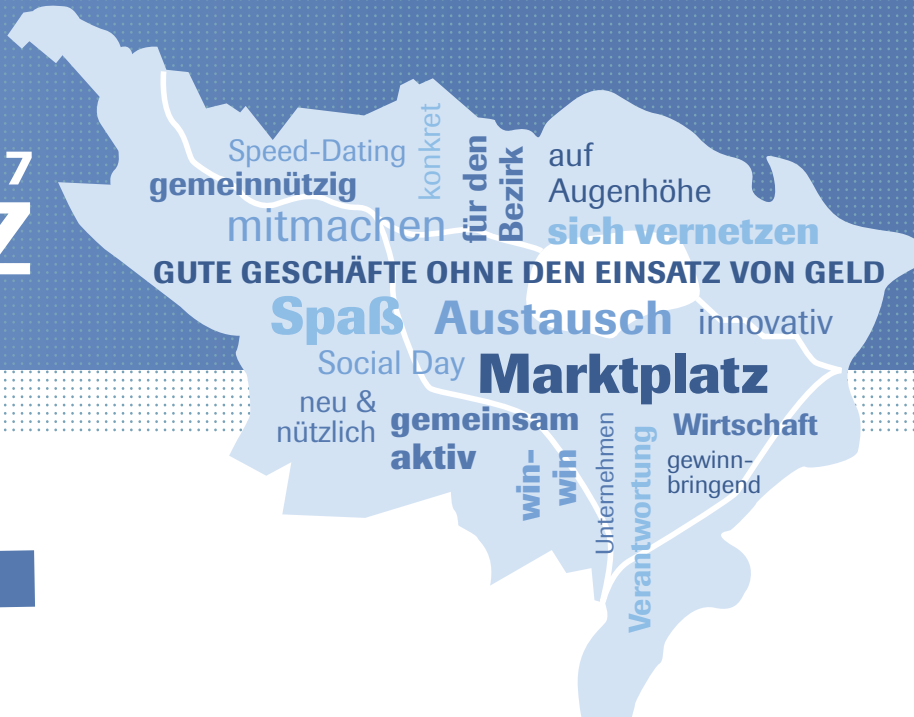 7
Z
Speed-Dating
konkret
für den
Bezirk
auf
Augenhöhe
gemeinnützig
mitmachen
sich vernetzen
GUTE GESCHÄFTE OHNE DEN EINSATZ VON GELD
Spaß
Austausch
innovativ
Social Day
Marktplatz
neu &
nützlich
gemeinsam
aktiv
win-
win
Unternehmen
Verantwortung
Wirtschaft
gewinn-
bringend